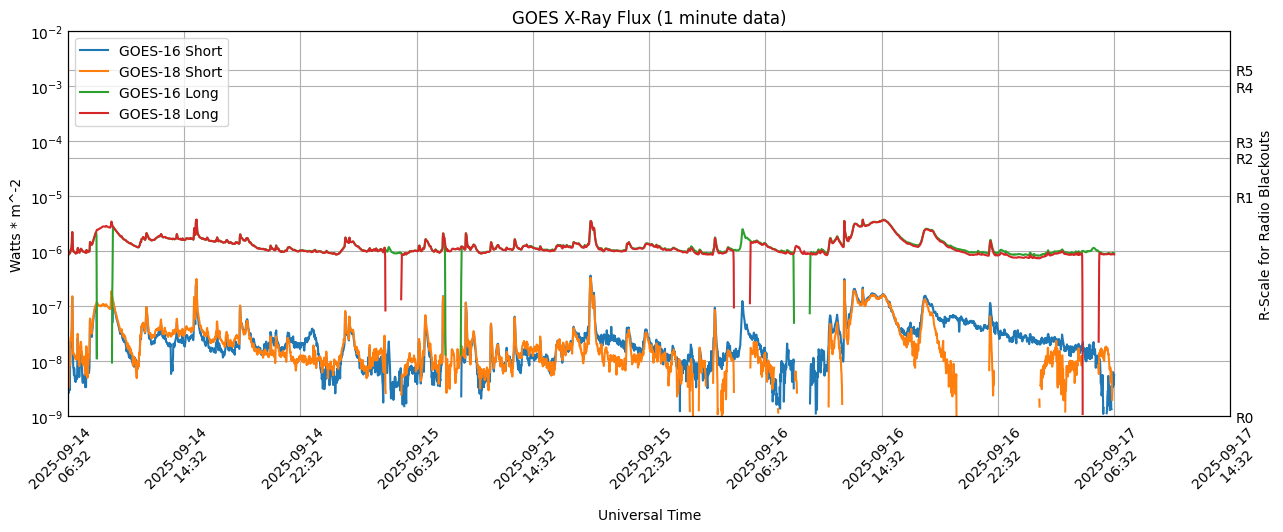 GOES X-Ray Flux (1 minute data)
GOES-16 Short
GOES-18 Short
GOES-16 Long
GOES-18 Long
10^-2
10^-3
10^-4
10^-5
10^-6
10^-7
10^-8
10^-9
Watts * m^-2
R5
R4
R3
R2
R1
R0
R-Scale for Radio Blackouts
2025-09-14
06:32
2025-09-14
14:32
2025-09-14
22:32
2025-09-15
06:32
2025-09-15
14:32
2025-09-15
22:32
2025-09-16
06:32
2025-09-16
14:32
2025-09-16
22:32
2025-09-17
06:32
2025-09-17
14:32
Universal Time